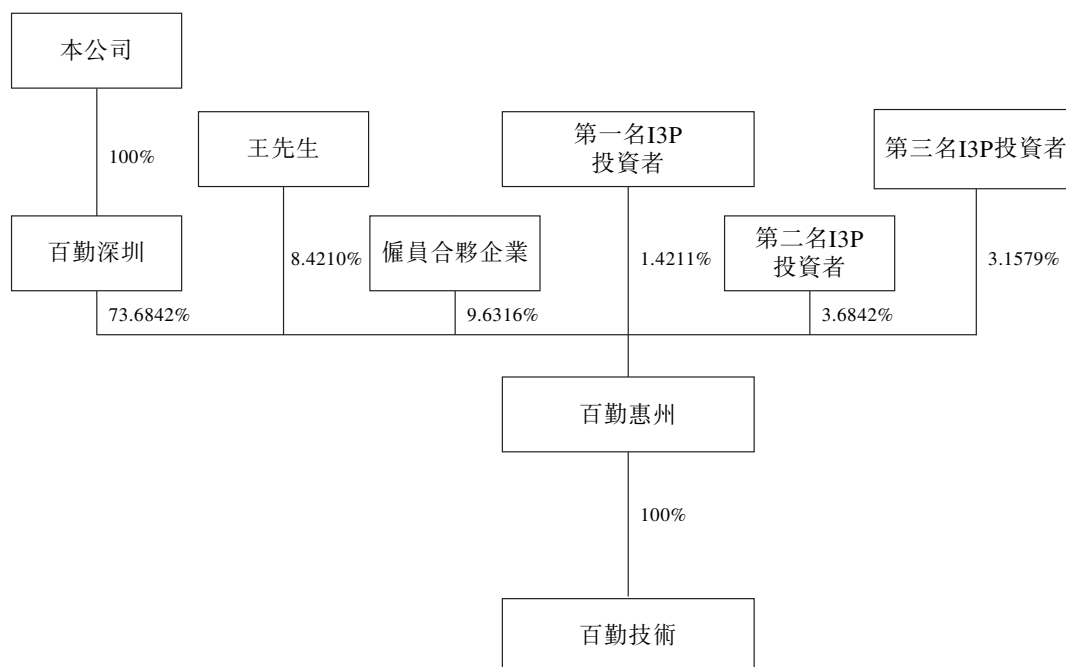 本公司
100%
王先生
第一名I3P
投資者
第三名I3P投資者
百勤深圳
8.4210%
僱員合夥企業
1.4211%
第二名I3P
投資者
3.1579%
73.6842%
9.6316%
3.6842%
百勤惠州
100%
百勤技術